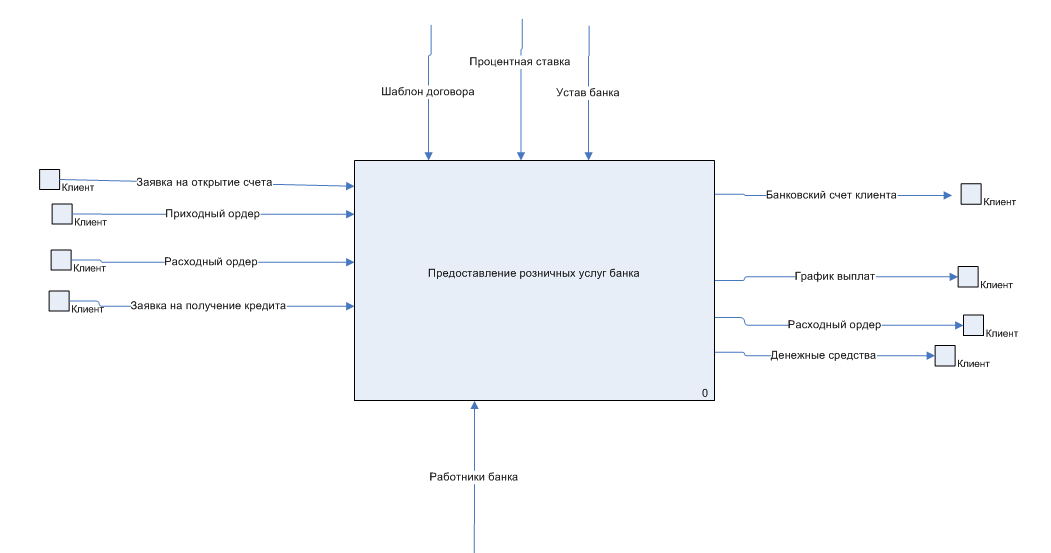 Процентная ставка
Шаблон договора
Устав банка
Заявка на открытие счета
Клиент
Приходный ордер
Клиент
Расходный ордер
Клиент
Заявка на получение кредита
Клиент
Предоставление розничных услуг банка
0
Банковский счет клиента
Клиент
График выплат
Клиент
Расходный ордер
Клиент
Денежные средства
Клиент
Работники банка